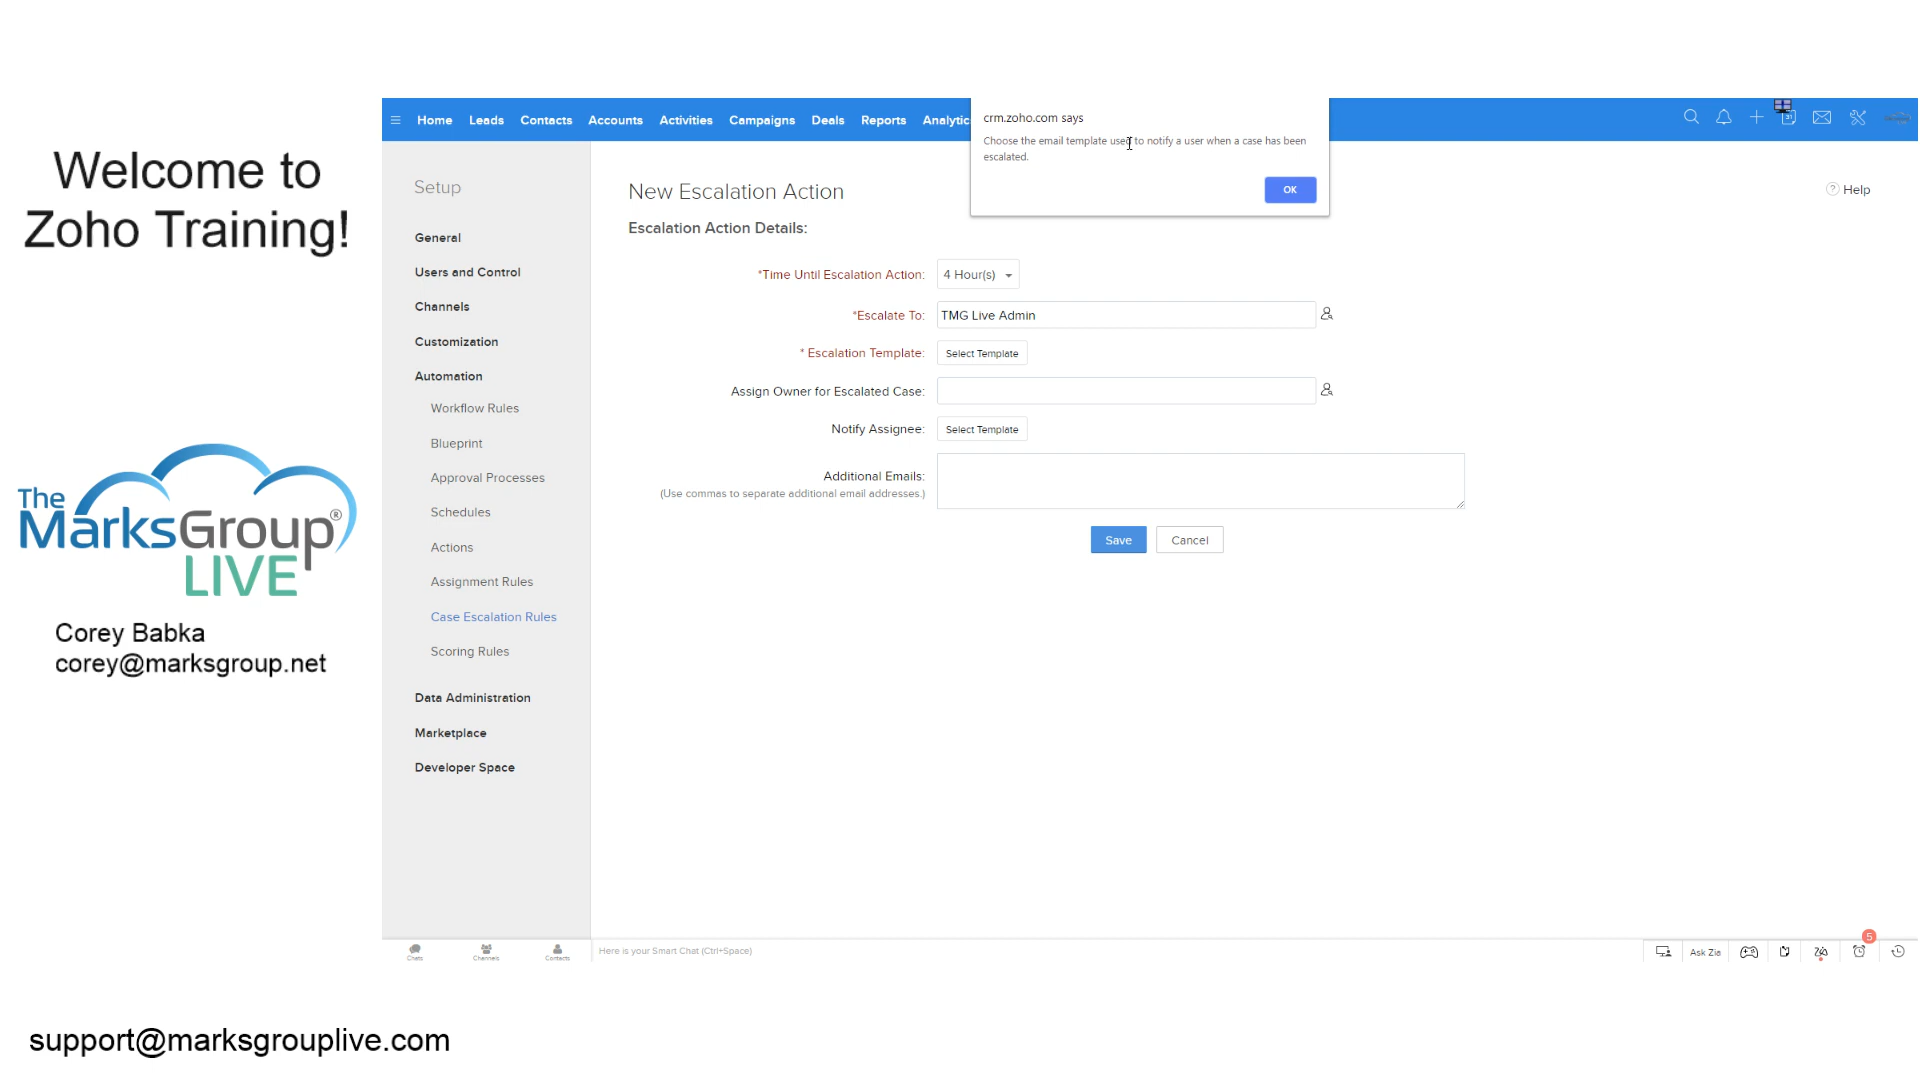 Welcome to
Zoho Training!
The
MarksGroup®
LIVE
Corey Babka
corey@marksgroup.net
support@marksgrouplive.com
Home Leads Contacts Accounts Activities Campaigns Deals Reports Analytics
crm.zoho.com says
Choose the email template used to notify a user when a case has been
escalated.
OK
31
Setup
General
Users and Control
Channels
Customization
Automation
Workflow Rules
Blueprint
Approval Processes
Schedules
Actions
Assignment Rules
Case Escalation Rules
Scoring Rules
Data Administration
Marketplace
Developer Space
New Escalation Action
? Help
Escalation Action Details:
*Time Until Escalation Action: 4 Hour(s)
*Escalate To: TMG Live Admin
* Escalation Template: Select Template
Assign Owner for Escalated Case:
Notify Assignee: Select Template
Additional Emails:
(Use commas to separate additional email addresses.)
Save Cancel
Chats Channels Contacts
Here is your Smart Chat (Ctrl+Space)
Ask Zia
5